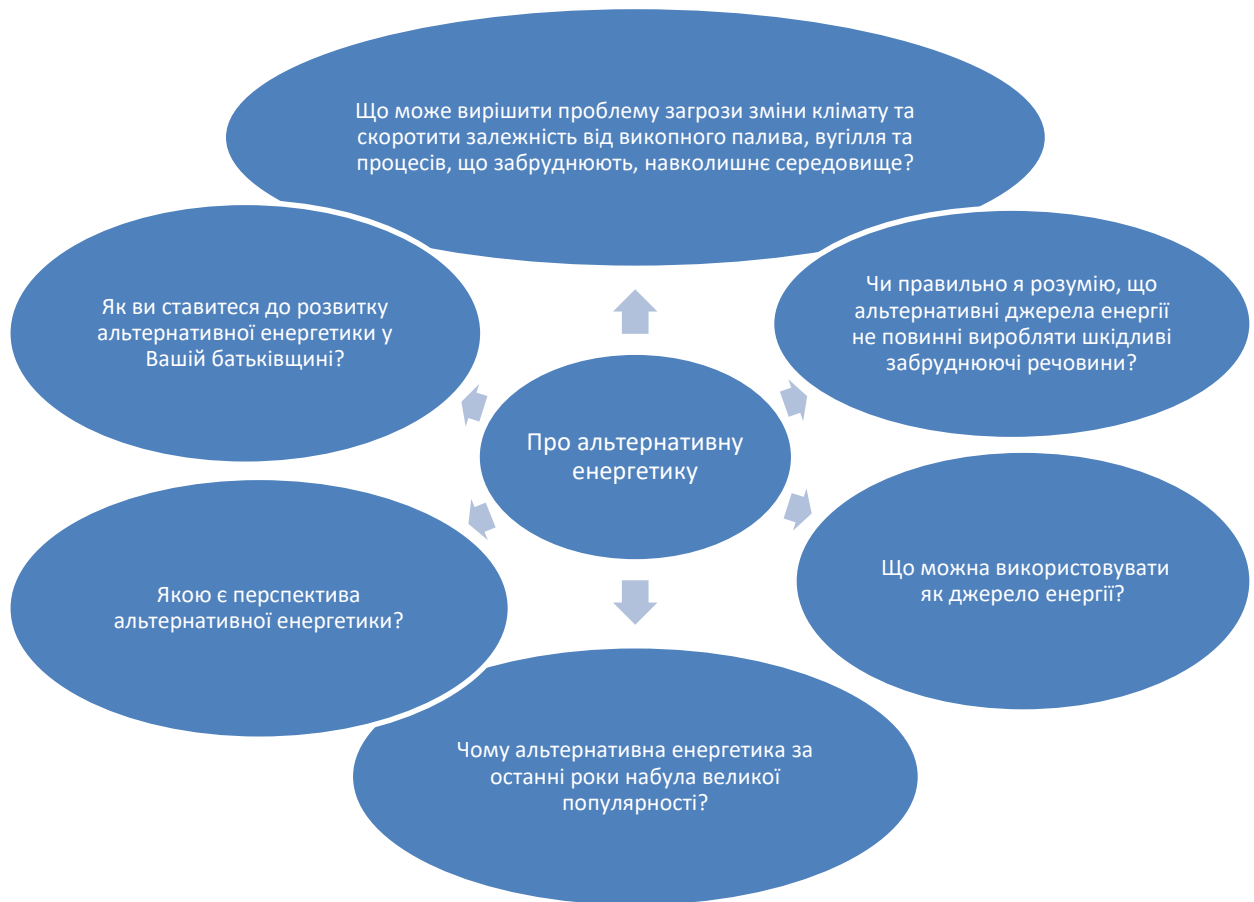 Що може вирішити проблему загрози зміни клімату та
скоротити залежність від викопного палива, вугілля та
процесів, що забруднюють, навколишнє середовище?
Як ви ставитеся до розвитку
альтернативної енергетики у
Вашій батьківщині?
Чи правильно я розумію, що
альтернативні джерела енергії
не повинні виробляти шкідливі
забруднюючі речовини?
Про альтернативну
енергетику
Якою є перспектива
альтернативної енергетики?
Що можна використовувати
як джерело енергії?
Чому альтернативна енергетика за
останні роки набула великої
популярності?